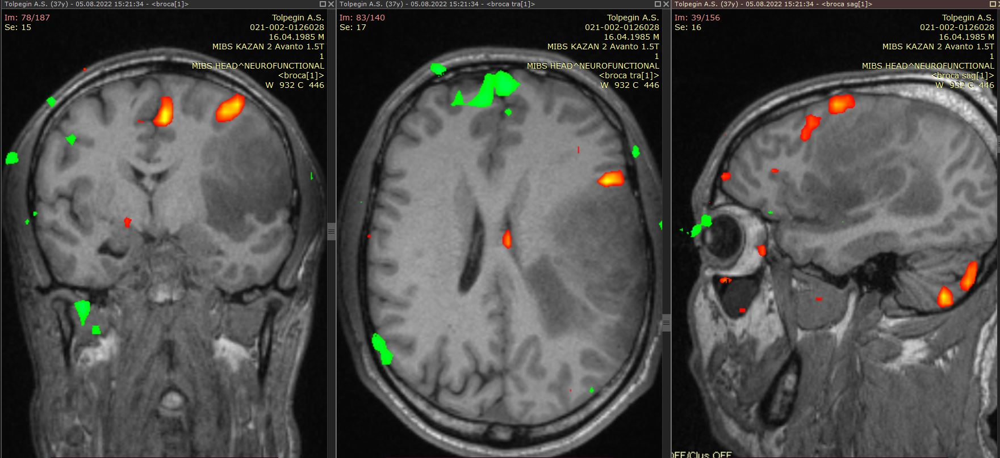 Tolpegin A.S. (37y) - 05.08.2022 15:21:34 - <broca[1]>
Im: 78/187
Se: 15
Tolpegin A.S.
021-002-0126028
16.04.1985 M
MIBS KAZAN 2 Avanto 1.5T
1
MIBS HEAD^NEUROFUNCTIONAL
<broca[1]>
W 932 C 446
Tolpegin A.S. (37y) - 05.08.2022 15:21:34 - <broca tra[1]>
Im: 83/140
Se: 17
Tolpegin A.S.
021-002-0126028
16.04.1985 M
MIBS KAZAN 2 Avanto 1.5T
1
MIBS HEAD^NEUROFUNCTIONAL
<broca tra[1]>
W 932 C 446
Tolpegin A.S. (37y) - 05.08.2022 15:21:34 - <broca sag[1]>
Im: 39/156
Se: 16
Tolpegin A.S.
021-002-0126028
16.04.1985 M
MIBS KAZAN 2 Avanto 1.5T
1
MIBS HEAD^NEUROFUNCTIONAL
<broca sag[1]>
W 932 C 446
OFF/Clus OFF